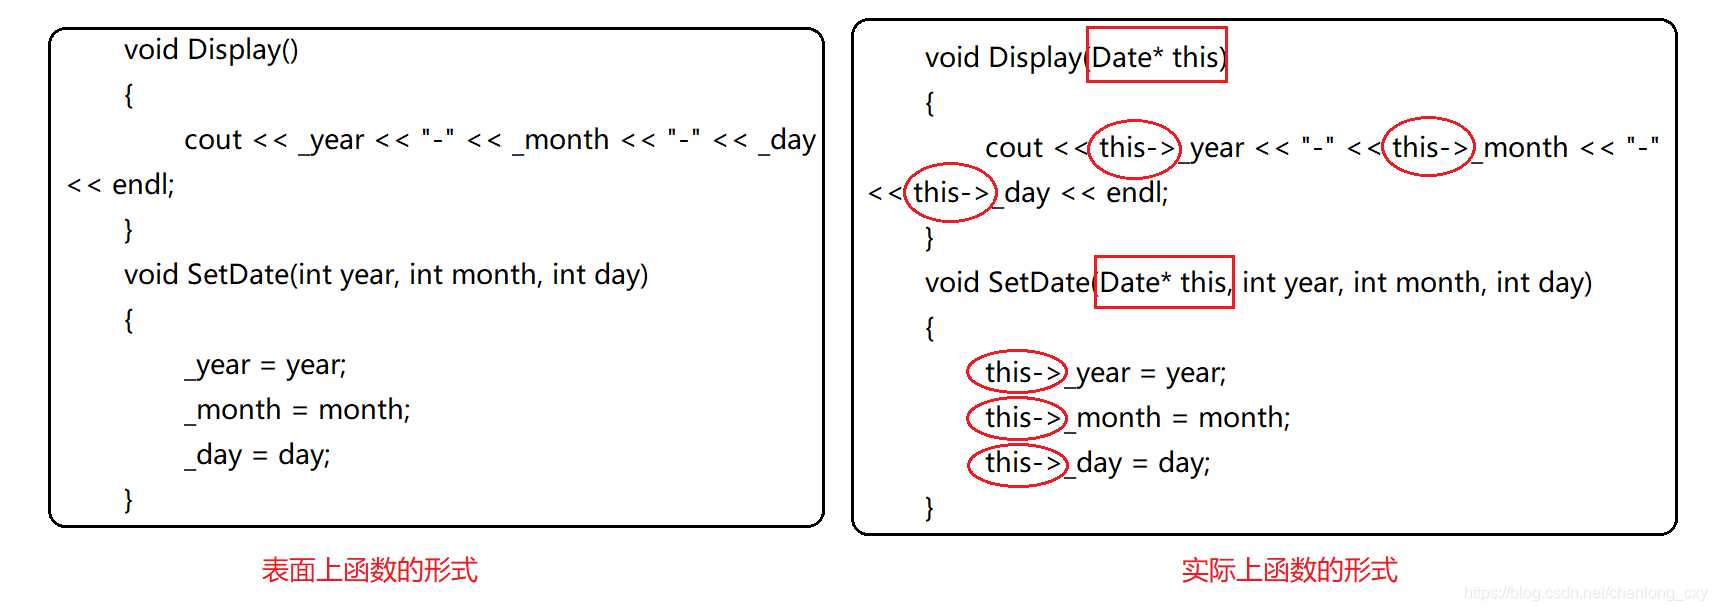 void Display()
{
cout << _year << "-" << _month << "-" << _day
<< endl;
}
void SetDate(int year, int month, int day)
{
_year = year;
_month = month;
_day = day;
}
表面上函数的形式
void Display(Date* this)
{
cout << this->_year << "-" << this->_month << "-"
<< this->_day << endl;
}
void SetDate(Date* this, int year, int month, int day)
{
this->_year = year;
this->_month = month;
this->_day = day;
}
实际上函数的形式
https://blog.csdn.net/chenlong_cxy